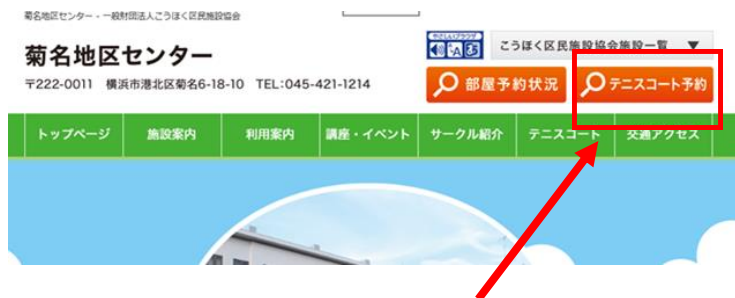 菊名地区センター - 一般財団法人こうほく区民施設協会
菊名地区センター
〒222-0011 横浜市港北区菊名6-18-10 TEL:045-421-1214
やさしいブラウザ
あ A あ
こうほく区民施設協会施設一覧 ▼
部屋予約状況
テニスコート予約
トップページ 施設案内 利用案内 講座・イベント サークル紹介 テニスコート 交通アクセス